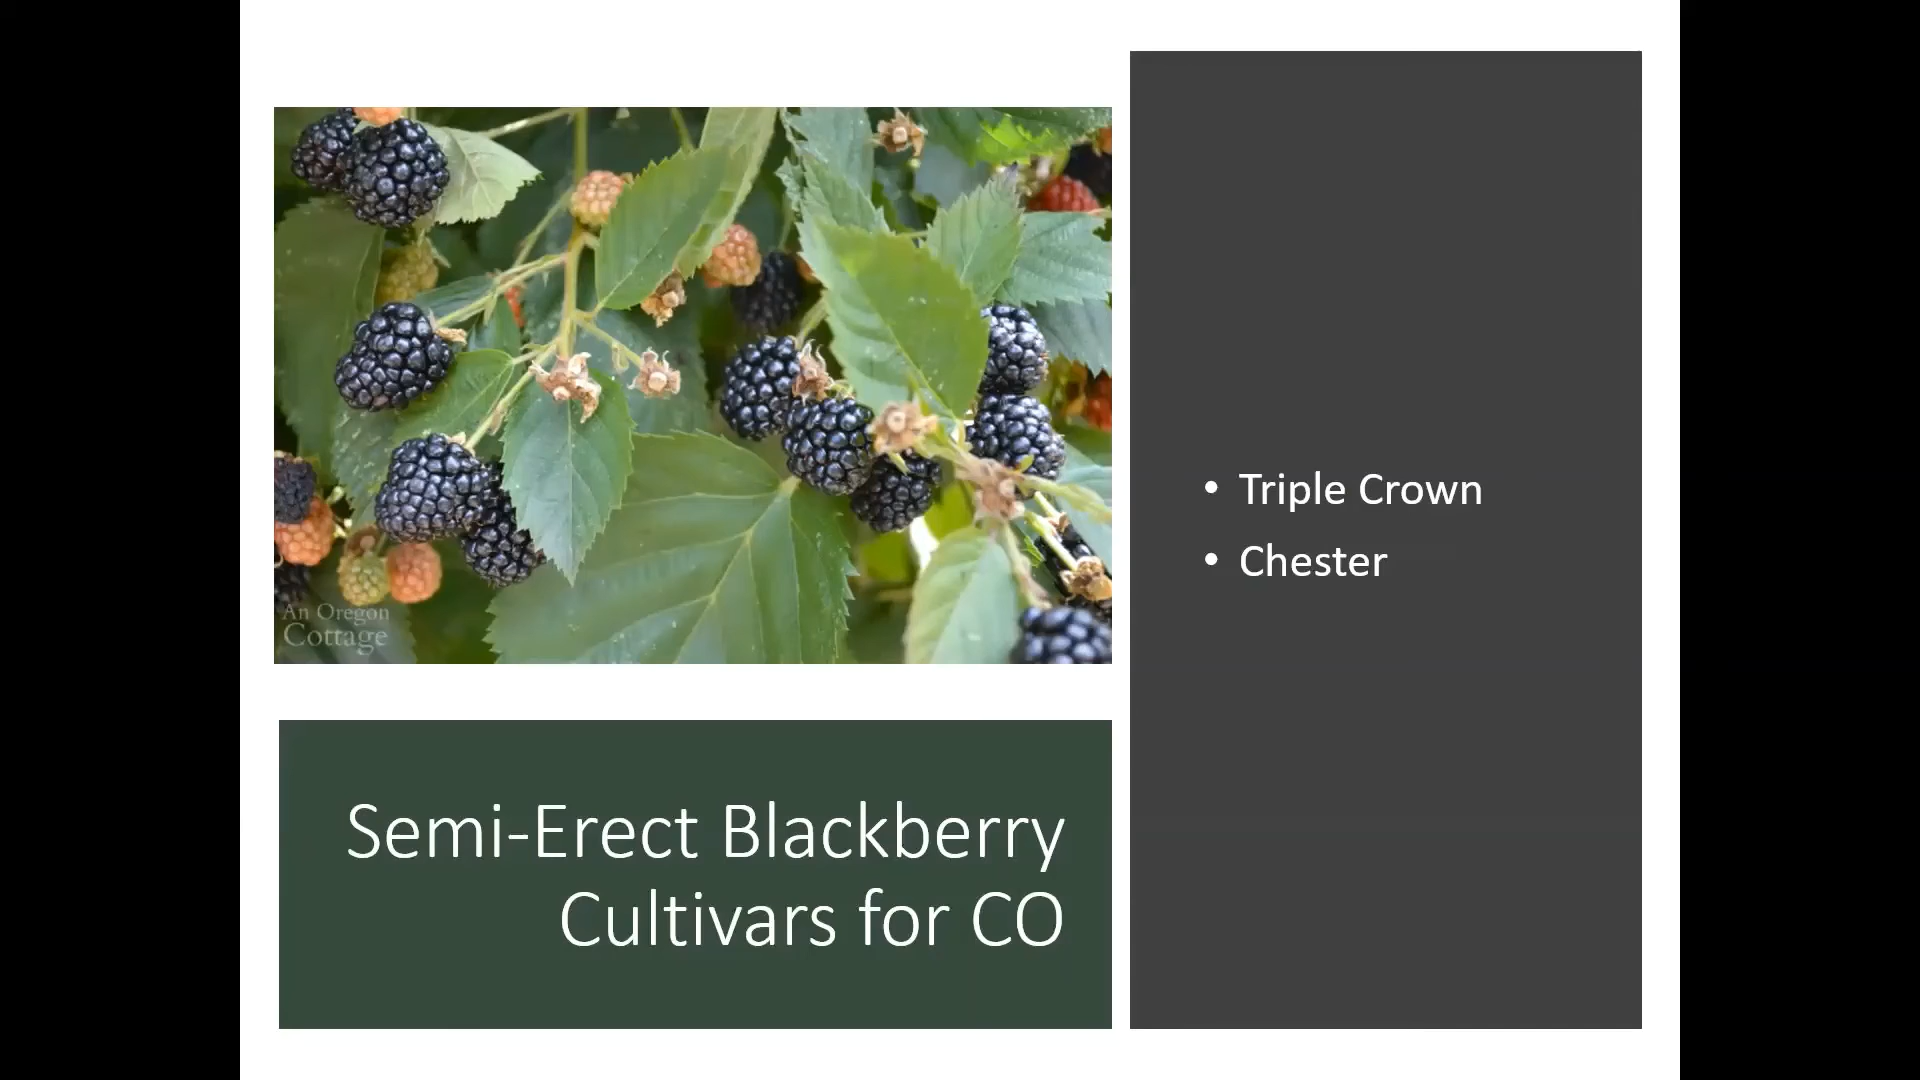 An Oregon
Cottage
Semi-Erect Blackberry
Cultivars for CO
• Triple Crown
• Chester